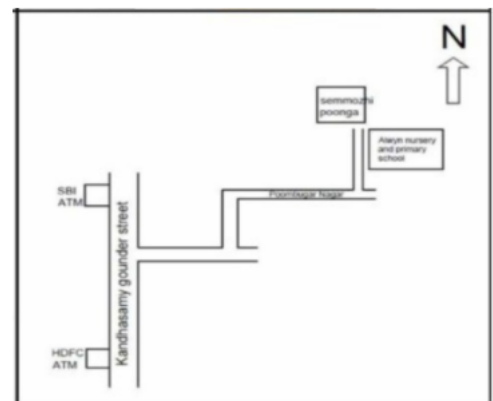 N
semmozhi
poonga
Alwyn nursery
and primary
school
Poombugar Nagar
SBI
ATM
Kandhasamy gounder street
HDFC
ATM